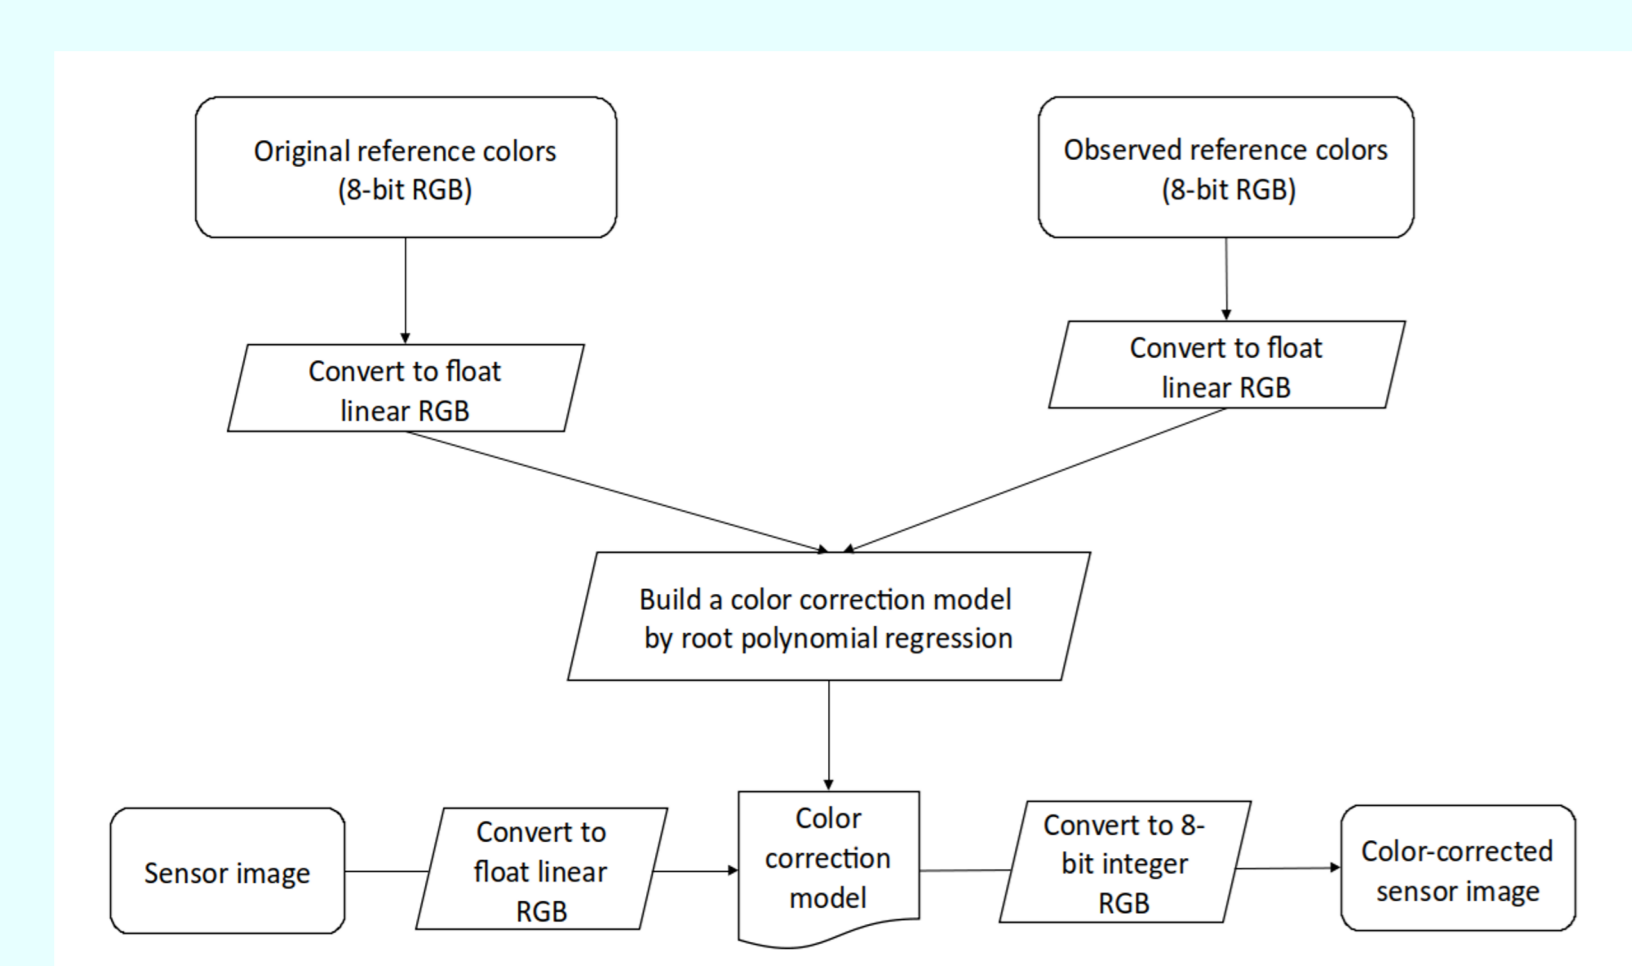 Original reference colors
(8-bit RGB)
Observed reference colors
(8-bit RGB)
Convert to float
linear RGB
Convert to float
linear RGB
Build a color correction model
by root polynomial regression
Sensor image
Convert to
float linear
RGB
Color
correction
model
Convert to 8-
bit integer
RGB
Color-corrected
sensor image